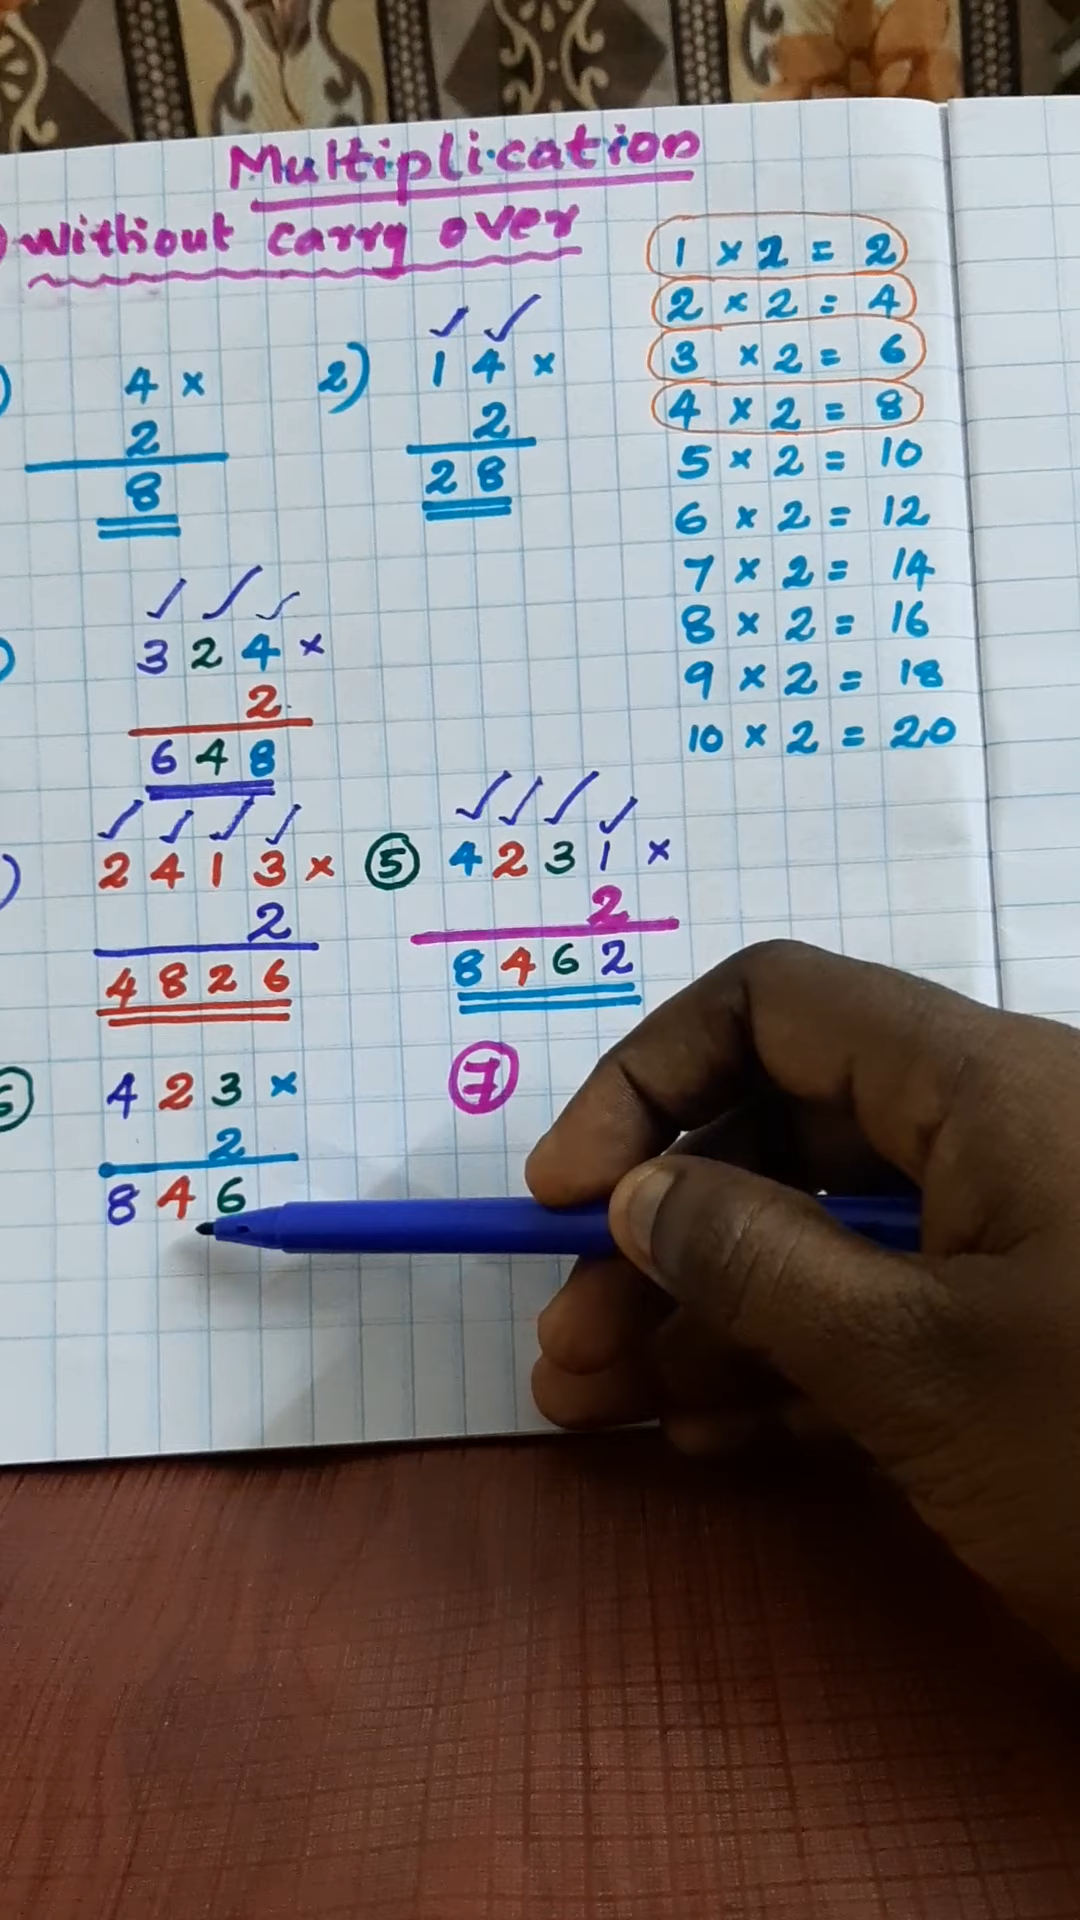 Multiplication
) Without carry over
1 × 2 = 2
2 × 2 = 4
3 × 2 = 6
4 × 2 = 8
5 × 2 = 10
6 × 2 = 12
7 × 2 = 14
8 × 2 = 16
9 × 2 = 18
10 × 2 = 20
)
4 ×
2
8
2)
14 ×
2
28
)
324 ×
2
648
)
2413 ×
2
4826
5
4231 ×
2
8462
6
423 ×
2
846
7